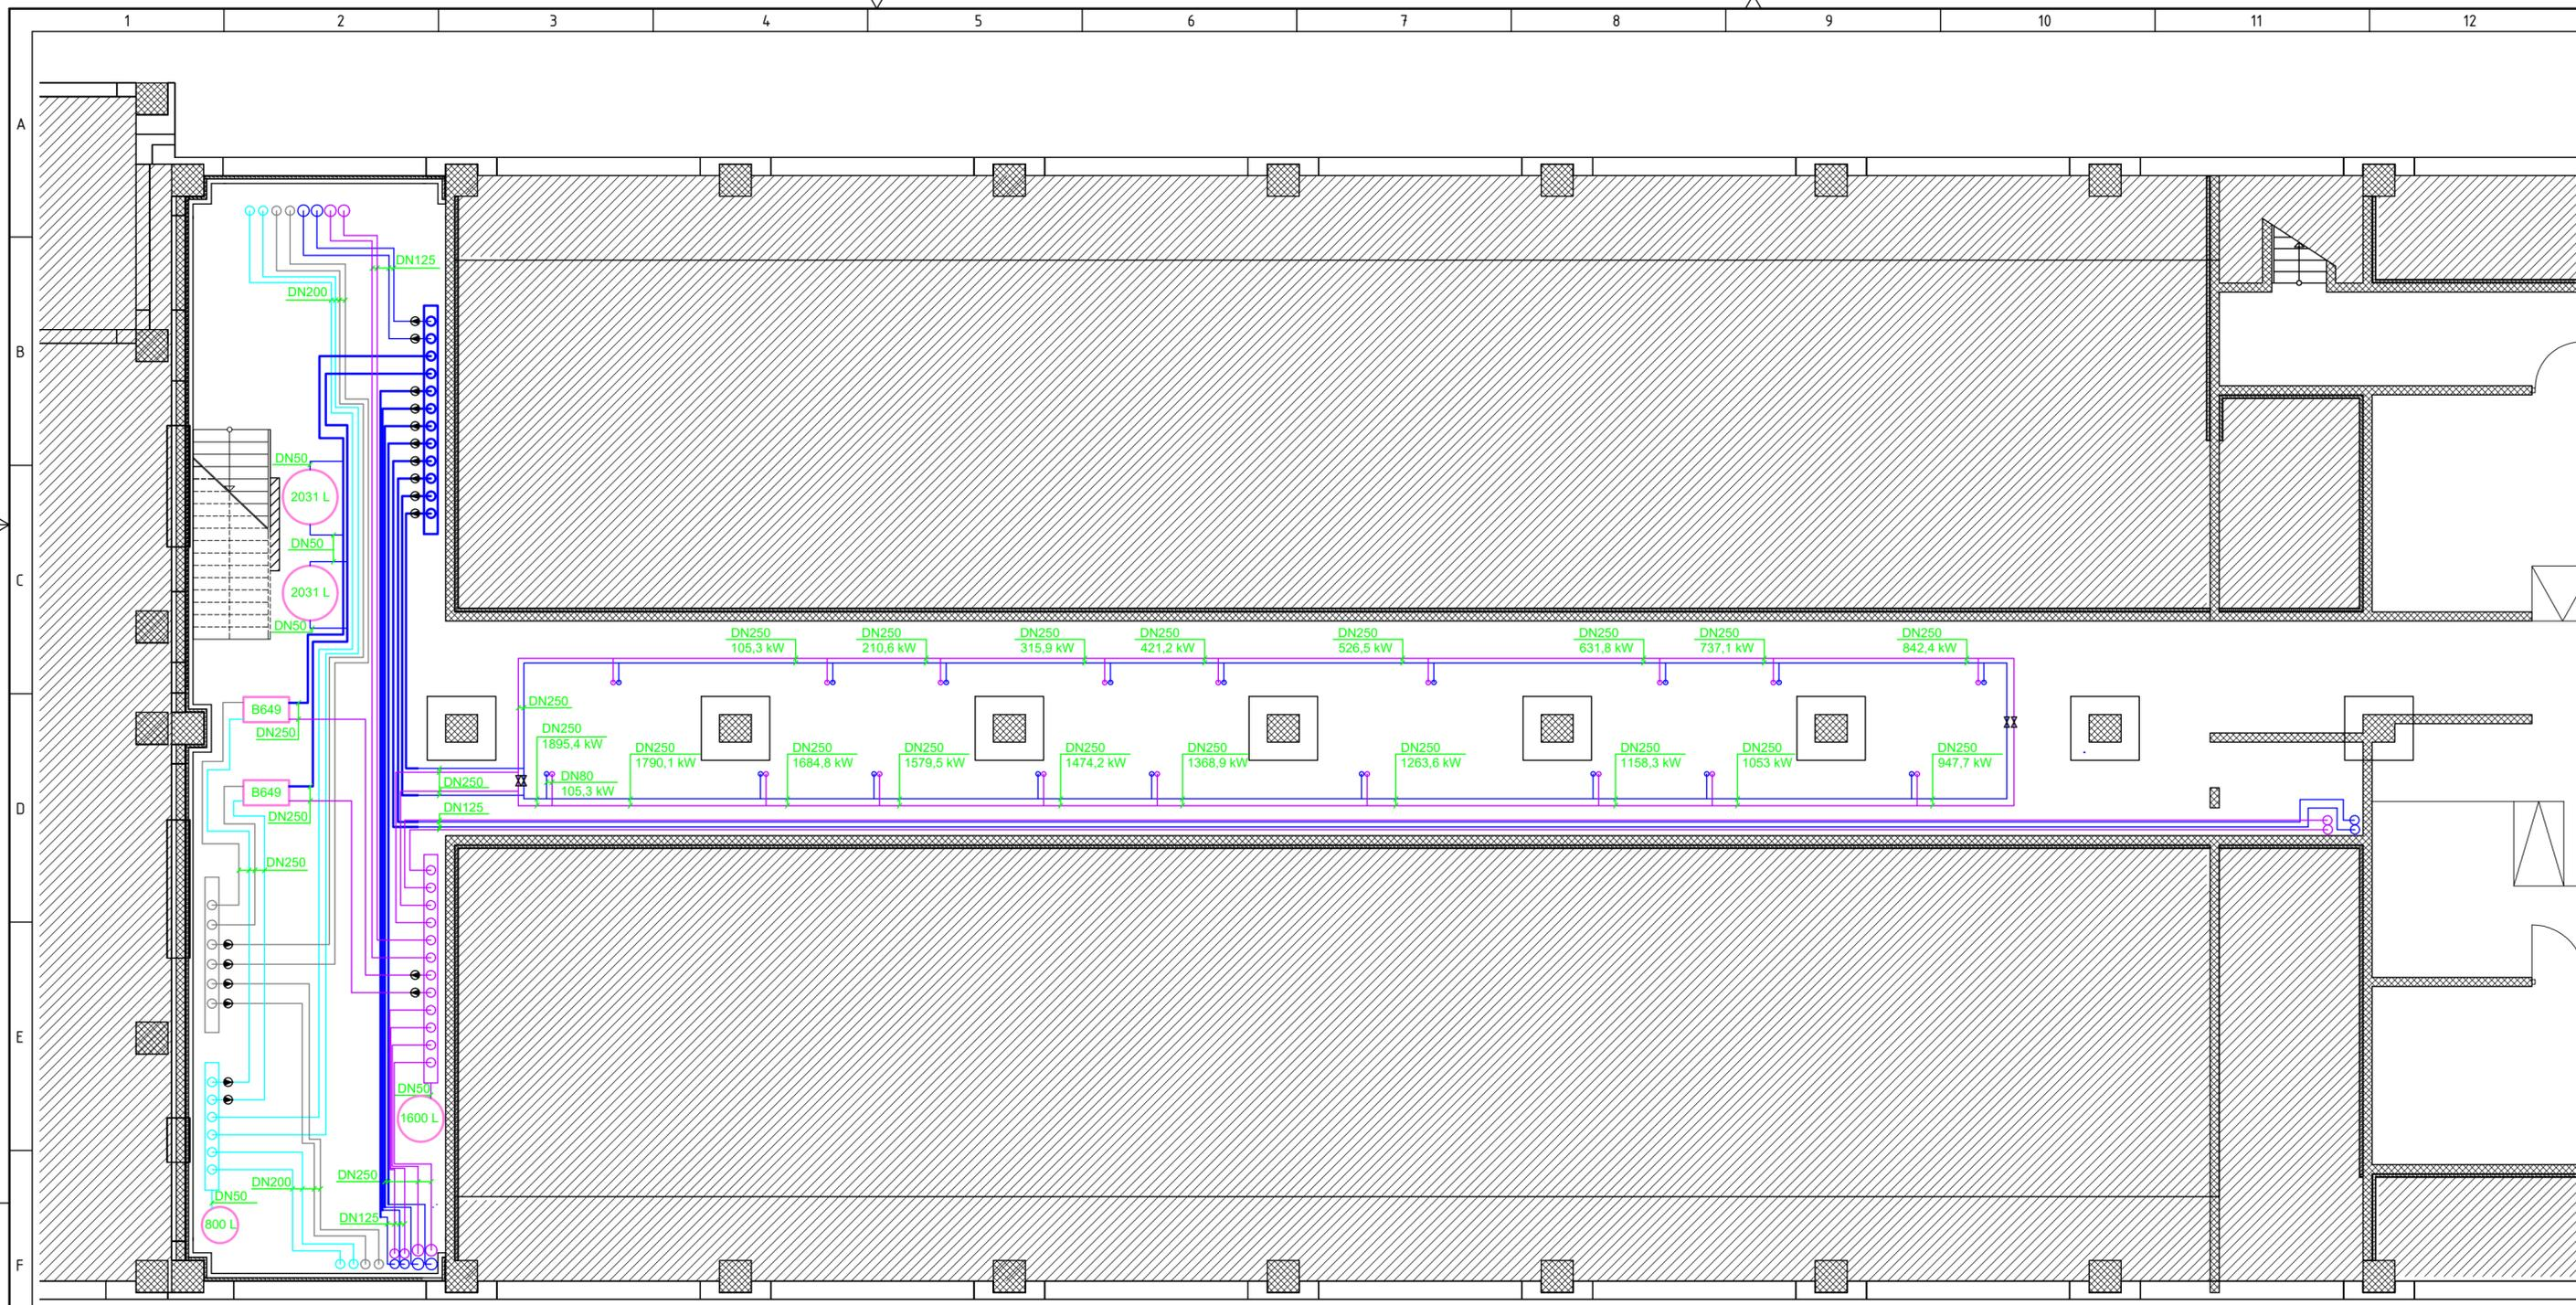 1 2 3 4 5 6 7 8 9 10 11 12
A
DN125
DN200
B
DN50
2031 L
DN50
C
2031 L
DN50
DN250
105,3 kW
DN250
210,6 kW
DN250
315,9 kW
DN250
421,2 kW
DN250
526,5 kW
DN250
631,8 kW
DN250
737,1 kW
DN250
842,4 kW
B649
DN250
DN250
DN250
1895,4 kW
DN250
1790,1 kW
DN250
1684,8 kW
DN250
1579,5 kW
DN250
1474,2 kW
DN250
1368,9 kW
DN250
1263,6 kW
DN250
1158,3 kW
DN250
1053 kW
DN250
947,7 kW
DN80
105,3 kW
B649
DN250
DN250
DN125
D
DN250
E
DN50
1600 L
DN250
DN200
DN50
DN125
800 L
F